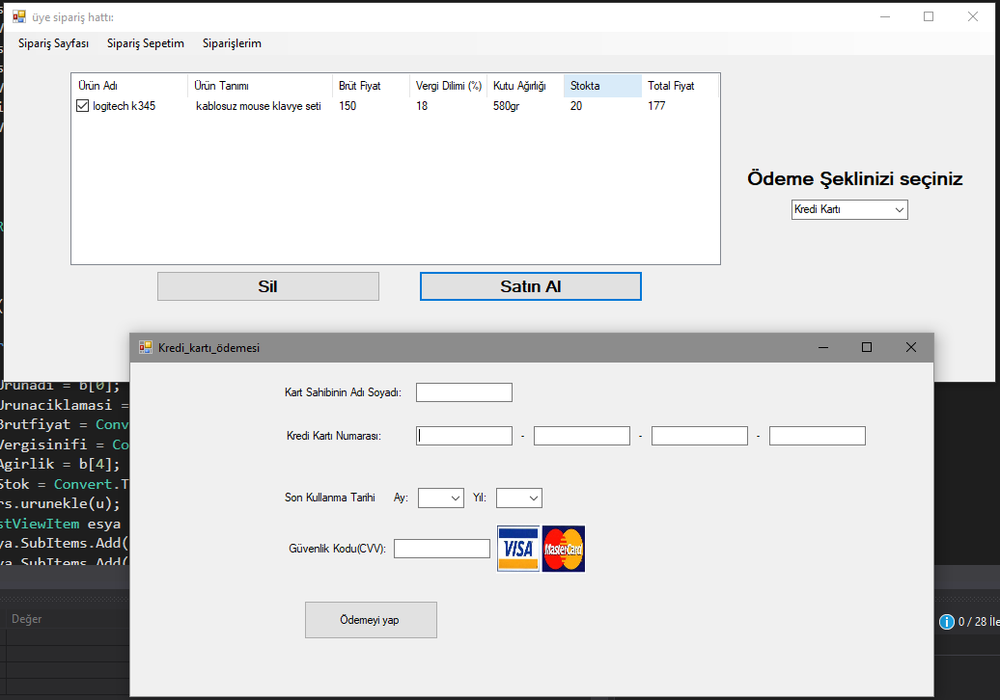 üye sipariş hattı:
Sipariş Sayfası Sipariş Sepetim Siparişlerim
Ürün Adı Ürün Tanımı Brüt Fiyat Vergi Dilimi (%) Kutu Ağırlığı Stokta Total Fiyat
logitech k345 kablosuz mouse klavye seti 150 18 580gr 20 177
Ödeme Şeklinizi seçiniz
Kredi Kartı
Sil Satın Al
Kredi_kartı_ödemesi
Kart Sahibinin Adı Soyadı:
Kredi Kartı Numarası: - - -
Son Kullanma Tarihi Ay: Yıl:
Güvenlik Kodu(CVV): VISA MasterCard
Ödemeyi yap
Urunadi = b[0];
Urunaciklamasi =
Brutfiyat = Conv
Vergisinifi = Co
Agirlik = b[4];
Stok = Convert.T
rs.urunekle(u);
stViewItem esya
ya.SubItems.Add(
ya.SubItems.Add(
Değer
0 / 28 İle